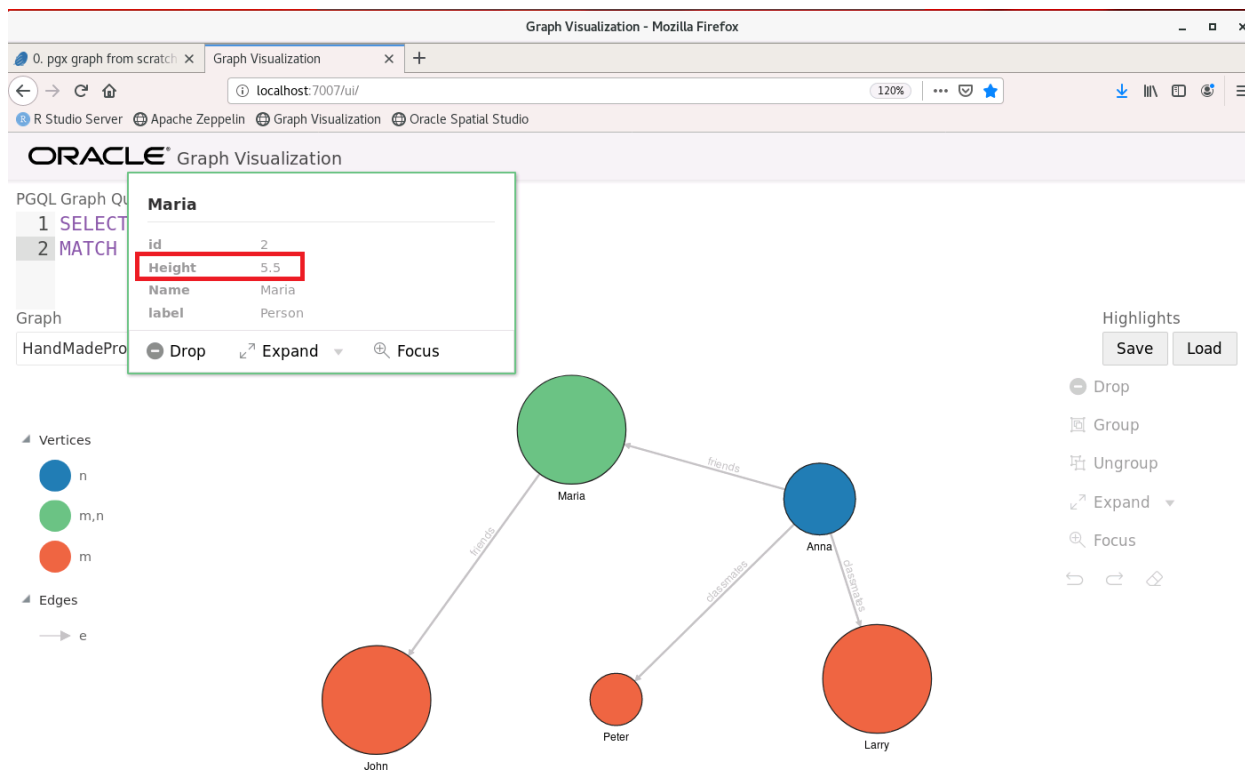 Graph Visualization - Mozilla Firefox
0. pgx graph from scratch
Graph Visualization
localhost:7007/ui/
120%
R Studio Server Apache Zeppelin Graph Visualization Oracle Spatial Studio
ORACLE Graph Visualization
PGQL Graph Qu
1 SELECT
2 MATCH
Maria
id 2
Height 5.5
Name Maria
label Person
Drop Expand Focus
Graph
HandMadePro
Highlights
Save Load
Drop
Group
Ungroup
Expand
Focus
Vertices
n
m,n
m
Edges
e
friends
Maria
Anna
friends
classmates
classmates
John
Peter
Larry